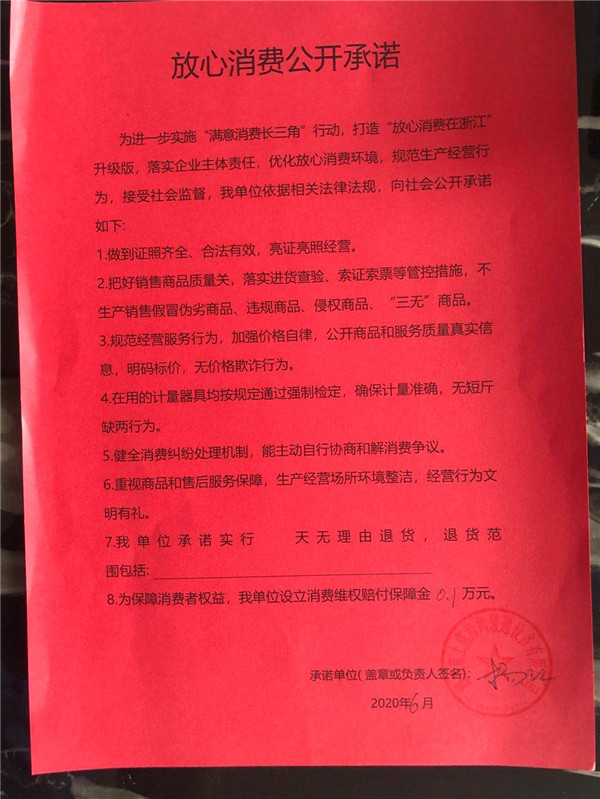 放心消费公开承诺
为进一步实施“满意消费长三角”行动，打造“放心消费在浙江”
升级版，落实企业主体责任，优化放心消费环境，规范生产经营行
为，接受社会监督，我单位依据相关法律法规，向社会公开承诺
如下:
1.做到证照齐全、合法有效，亮证亮照经营。
2.把好销售商品质量关，落实进货查验、索证索票等管控措施，不
生产销售假冒伪劣商品、违规商品、侵权商品、“三无”商品。
3.规范经营服务行为，加强价格自律，公开商品和服务质量真实信
息，明码标价，无价格欺诈行为。
4.在用的计量器具均按规定通过强制检定，确保计量准确，无短斤
缺两行为。
5.健全消费纠纷处理机制，能主动自行协商和解消费争议。
6.重视商品和售后服务保障，生产经营场所环境整洁，经营行为文
明有礼。
7.我单位承诺实行 天无理由退货，退货范
围包括:
8.为保障消费者权益，我单位设立消费维权赔付保障金 0.1 万元。
承诺单位(盖章或负责人签名):
2020年6月